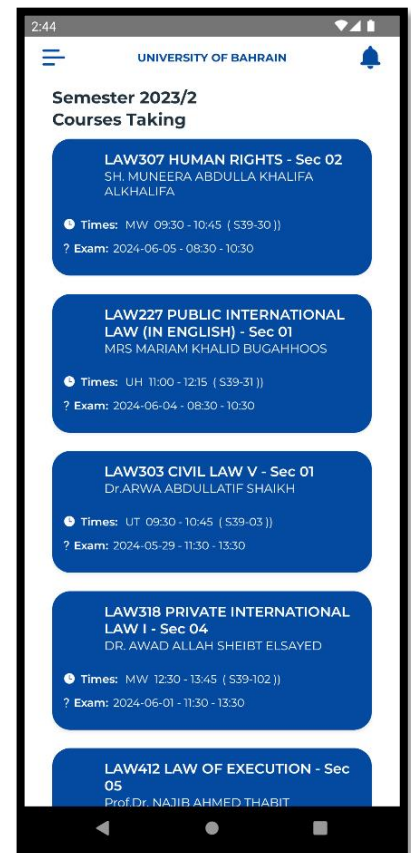 2:44
UNIVERSITY OF BAHRAIN
Semester 2023/2
Courses Taking
LAW307 HUMAN RIGHTS - Sec 02
SH. MUNEERA ABDULLA KHALIFA
ALKHALIFA
Times: MW 09:30 - 10:45 ( S39-30 ))
? Exam: 2024-06-05 - 08:30 - 10:30
LAW227 PUBLIC INTERNATIONAL
LAW (IN ENGLISH) - Sec 01
MRS MARIAM KHALID BUGAHHOOS
Times: UH 11:00 - 12:15 ( S39-31 ))
? Exam: 2024-06-04 - 08:30 - 10:30
LAW303 CIVIL LAW V - Sec 01
Dr.ARWA ABDULLATIF SHAIKH
Times: UT 09:30 - 10:45 ( S39-03 ))
? Exam: 2024-05-29 - 11:30 - 13:30
LAW318 PRIVATE INTERNATIONAL
LAW I - Sec 04
DR. AWAD ALLAH SHEIBT ELSAYED
Times: MW 12:30 - 13:45 ( S39-102 ))
? Exam: 2024-06-01 - 11:30 - 13:30
LAW412 LAW OF EXECUTION - Sec
05
Prof.Dr. NAJIB AHMED THABIT